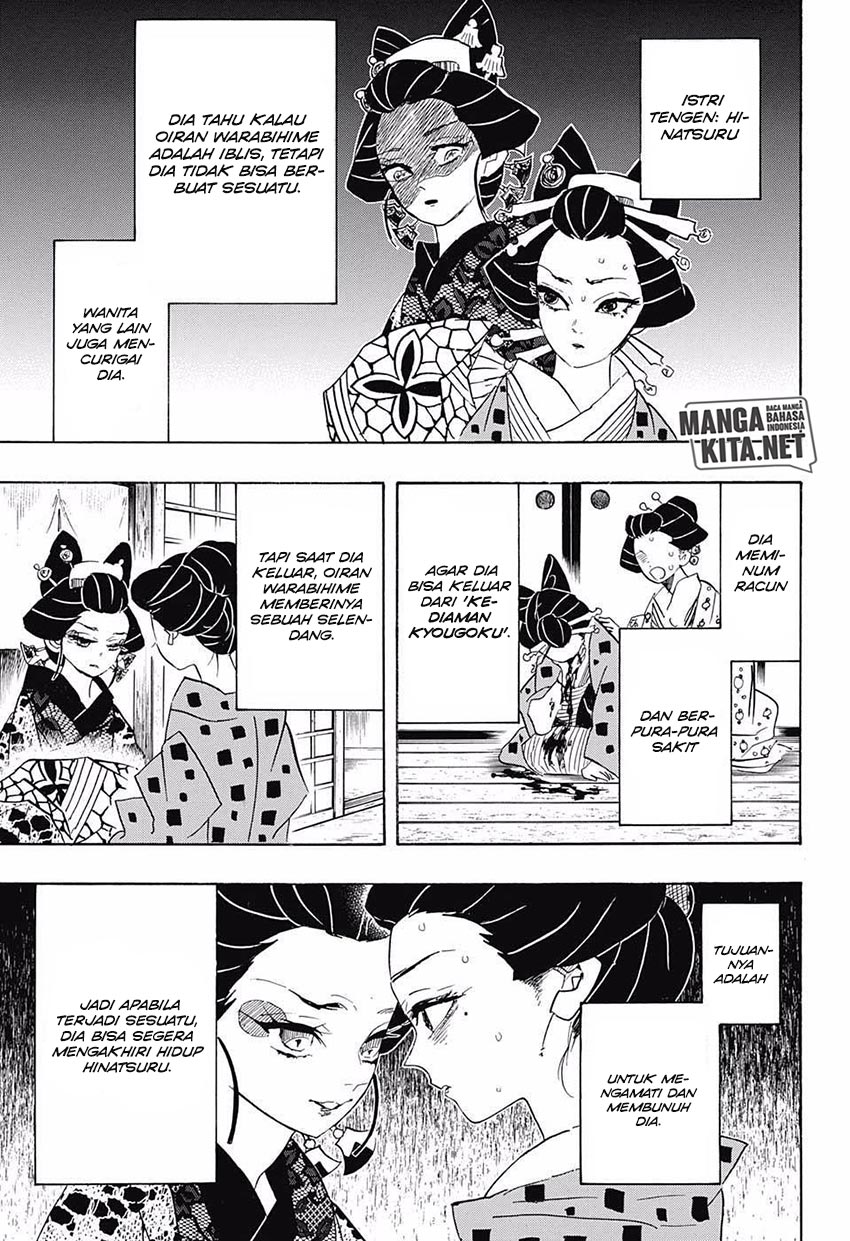 ISTRI
TENGEN: HI-
NATSURU
DIA TAHU KALAU
OIRAN WARABIHIME
ADALAH IBLIS, TETAPI
DIA TIDAK BISA BER-
BUAT SESUATU.
WANITA
YANG LAIN
JUGA MEN-
CURIGAI
DIA.
MANGA
KITA.NET
BACA MANGA
BAHASA
INDONESIA
DIA
MEMI-
NUM
RACUN
DAN BER-
PURA-PURA
SAKIT
AGAR DIA
BISA KELUAR
DARI 'KE-
DIAMAN
KYOUGOKU'.
TAPI SAAT DIA
KELUAR, OIRAN
WARABIHIME
MEMBERINYA
SEBUAH SELEN-
DANG.
TUJUAN-
NYA
ADALAH
UNTUK ME-
NGAMATI DAN
MEMBUNUH
DIA.
JADI APABILA
TERJADI SESUATU,
DIA BISA SEGERA
MENGAKHIRI HIDUP
HINATSURU.